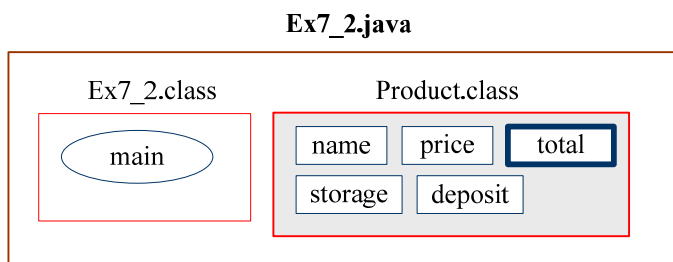 Ex7_2.java
Ex7_2.class Product.class
main name price total
storage deposit